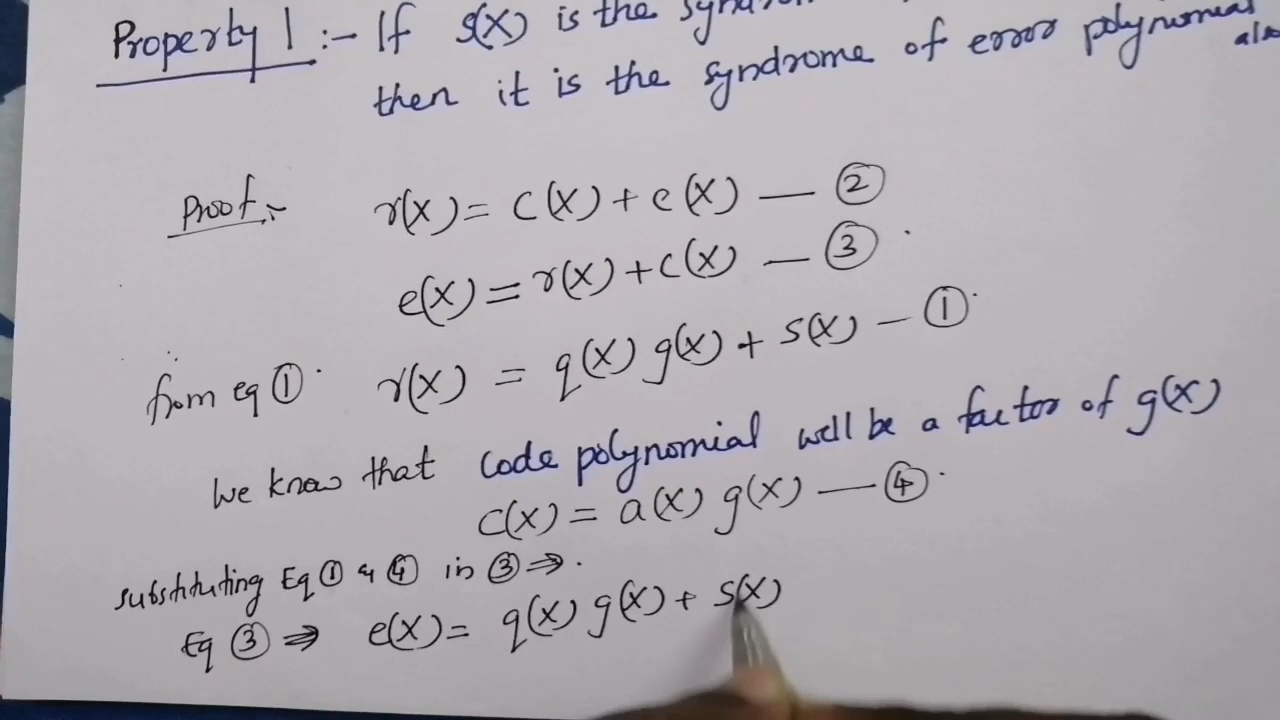 Property 1 :- If S(X) is the
then it is the syndrome of error polynomial also
Proof :- r(X) = c(X) + e(X) — ②
e(X) = r(X) + c(X) — ③
from eq ① r(X) = q(X) g(X) + s(X) — ①
We know that code polynomial will be a factor of g(X)
c(X) = a(X) g(X) — ④
substituting Eq ① & ④ in ③ ⇒
Eq ③ ⇒ e(X) = q(X) g(X) + s(X)